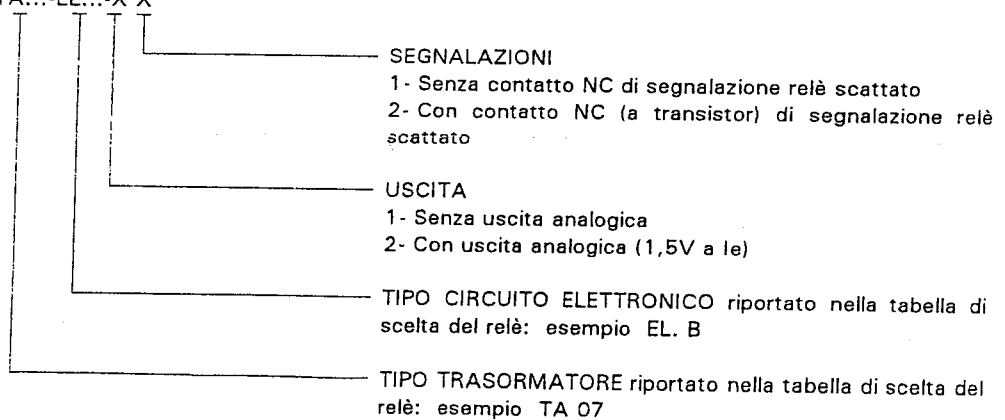 TA...-EL...-X X
SEGNALAZIONI
1- Senza contatto NC di segnalazione relè scattato
2- Con contatto NC (a transistor) di segnalazione relè
scattato
USCITA
1- Senza uscita analogica
2- Con uscita analogica (1,5V a Ie)
TIPO CIRCUITO ELETTRONICO riportato nella tabella di
scelta del relè: esempio EL. B
TIPO TRASORMATORE riportato nella tabella di scelta del
relè: esempio TA 07